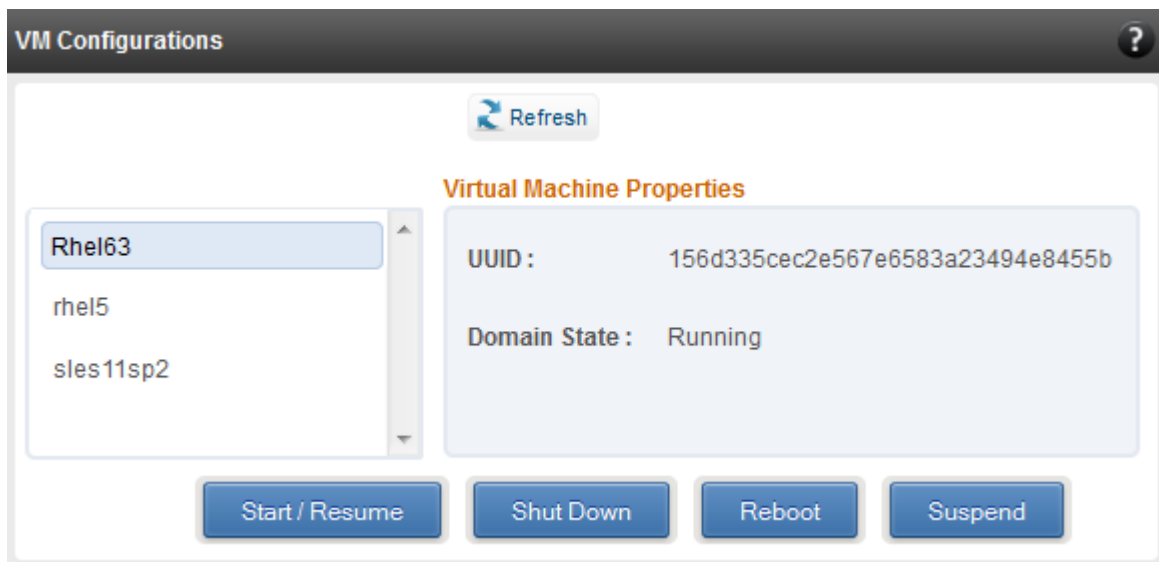 VM Configurations
?
Refresh
Virtual Machine Properties
Rhel63
rhel5
sles11sp2
UUID : 156d335cec2e567e6583a23494e8455b
Domain State : Running
Start / Resume
Shut Down
Reboot
Suspend